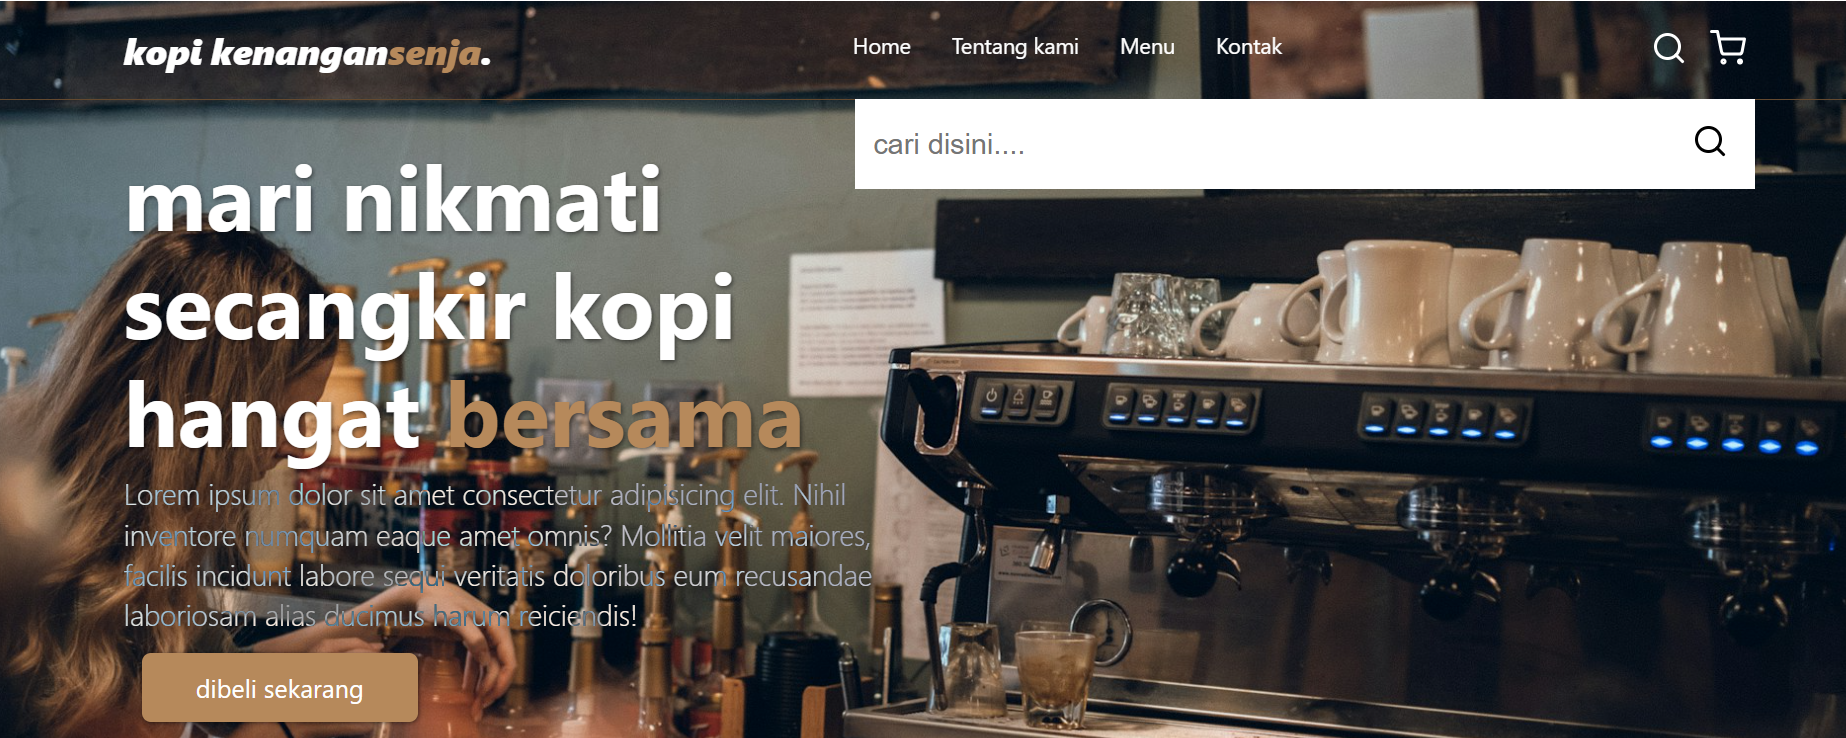 kopi kenangansenja.
Home Tentang kami Menu Kontak
cari disini....
mari nikmati
secangkir kopi
hangat bersama
Lorem ipsum dolor sit amet consectetur adipisicing elit. Nihil
inventore numquam eaque amet omnis? Mollitia velit maiores,
facilis incidunt labore sequi veritatis doloribus eum recusandae
laboriosam alias ducimus harum reiciendis!
dibeli sekarang